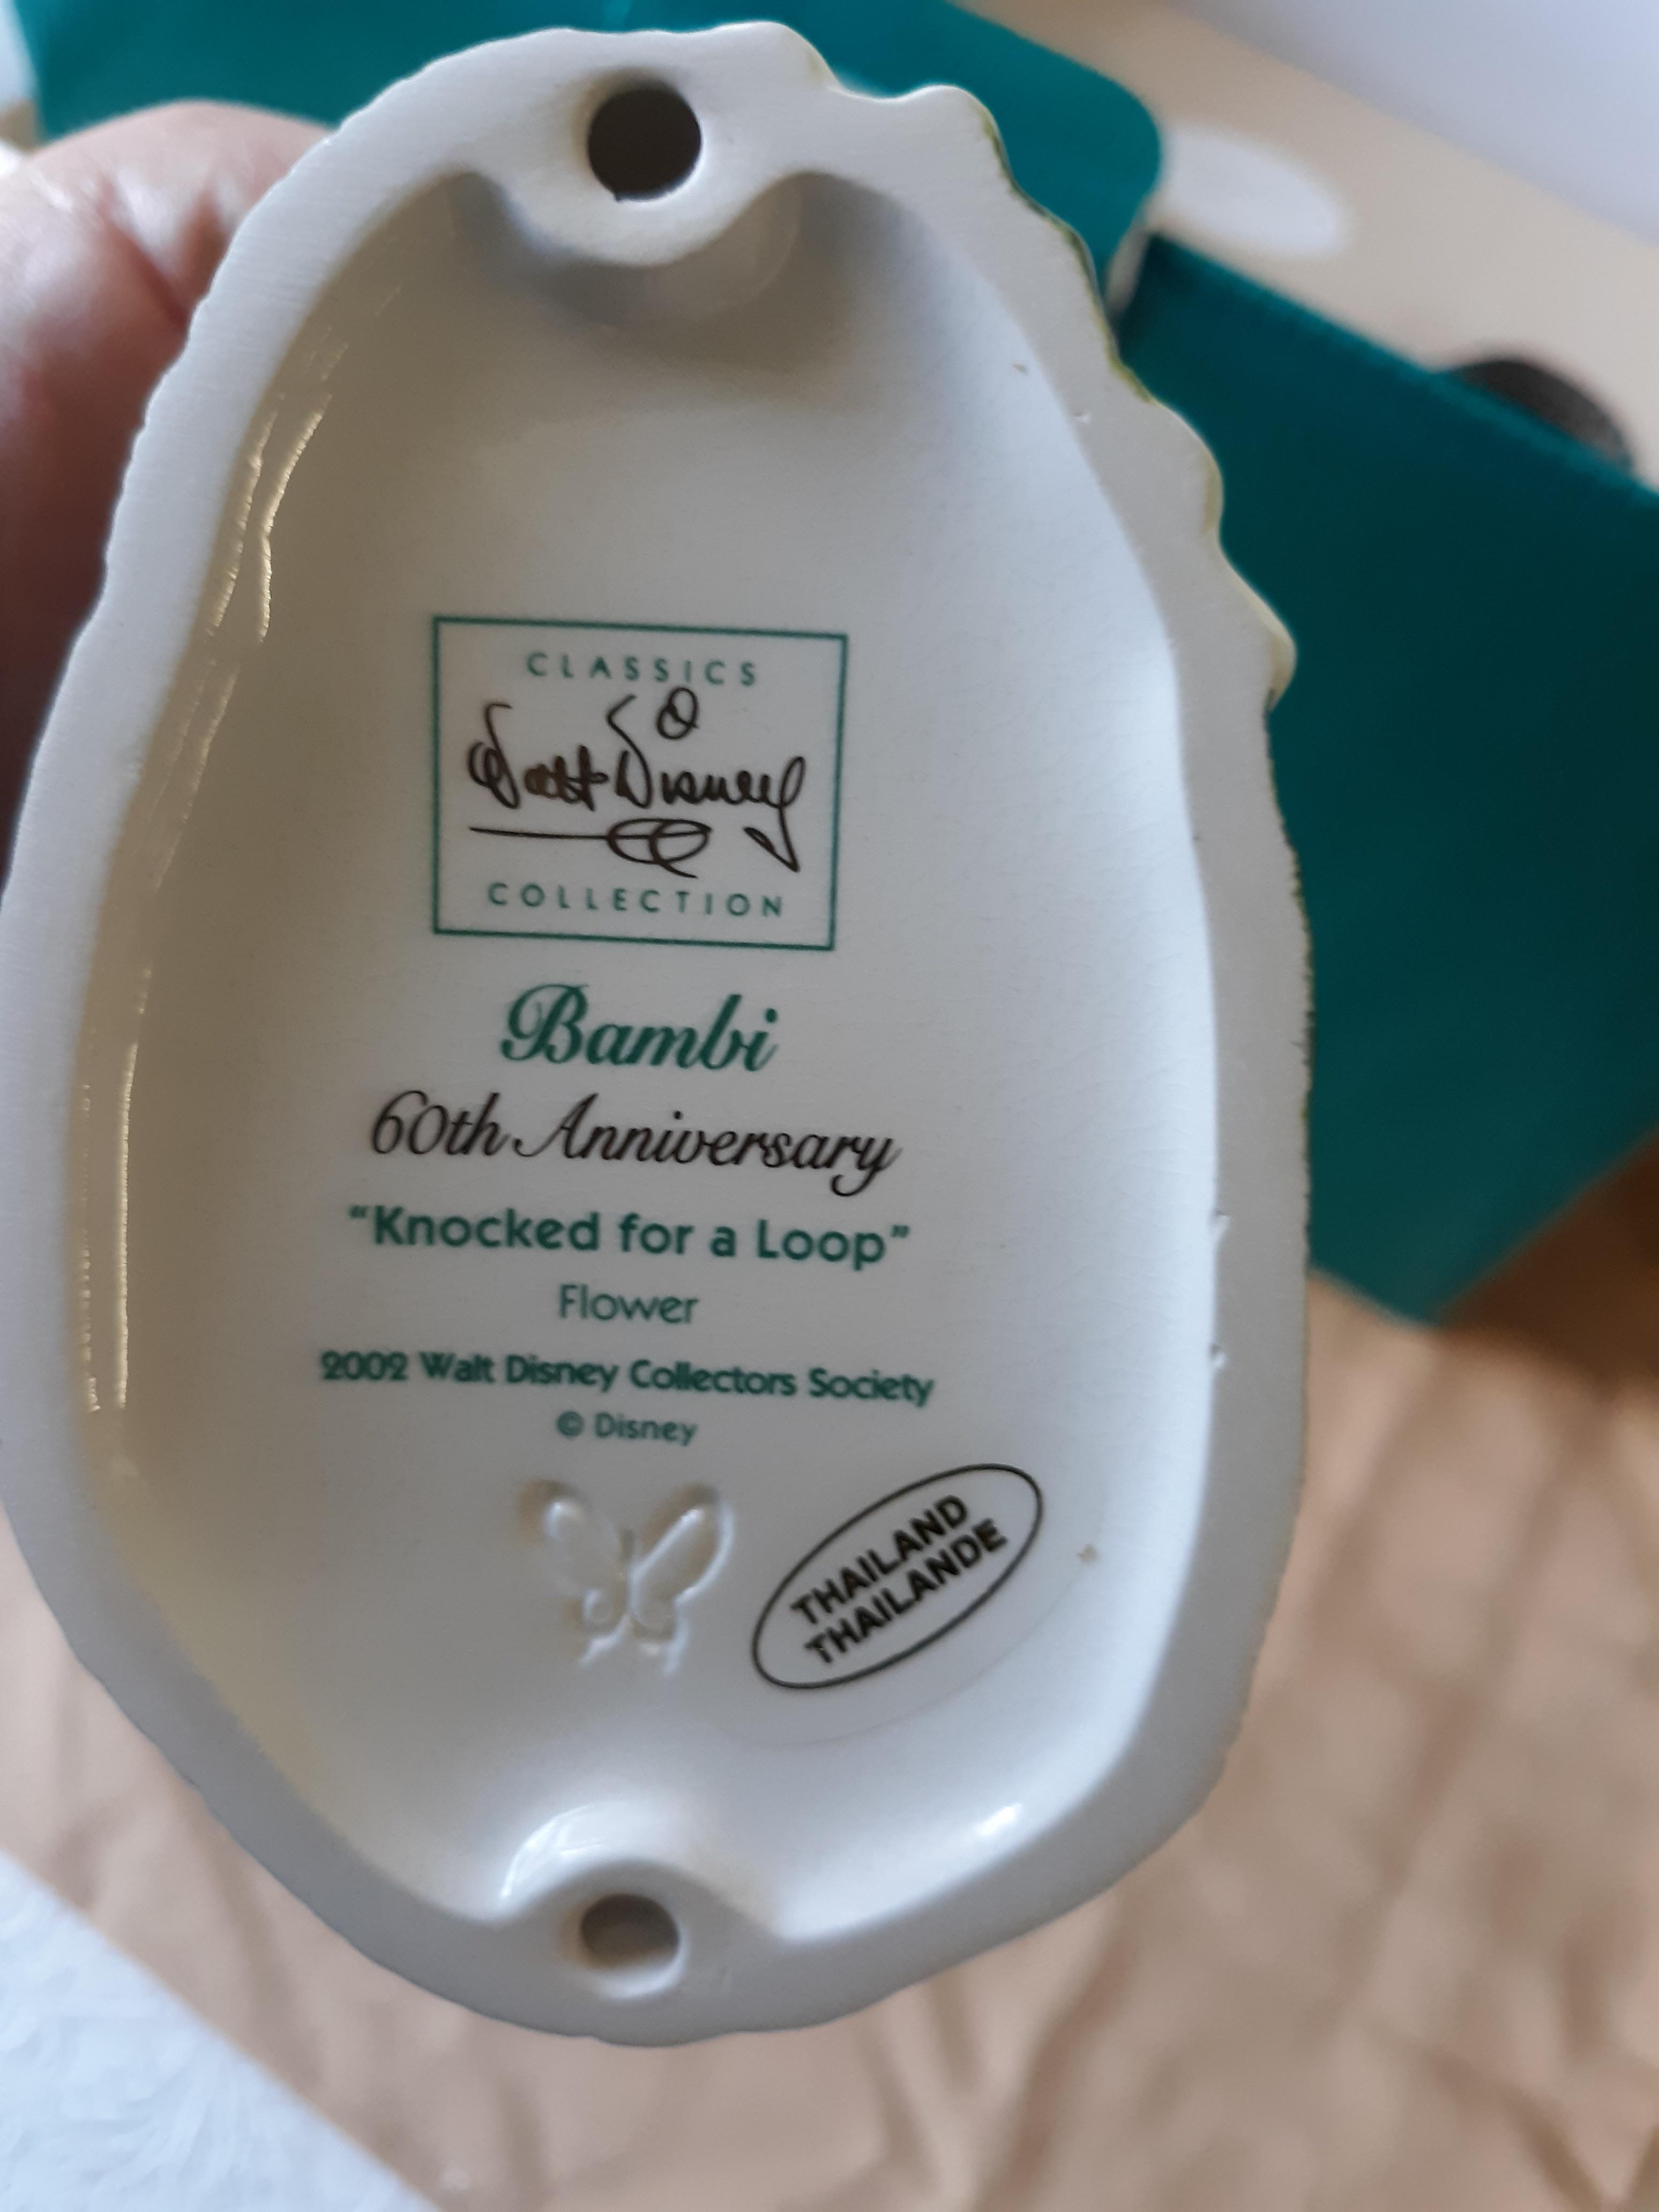 CLASSICS
Walt Disney
COLLECTION
Bambi
60th Anniversary
“Knocked for a Loop”
Flower
2002 Walt Disney Collectors Society
© Disney
THAILAND
THAILANDE